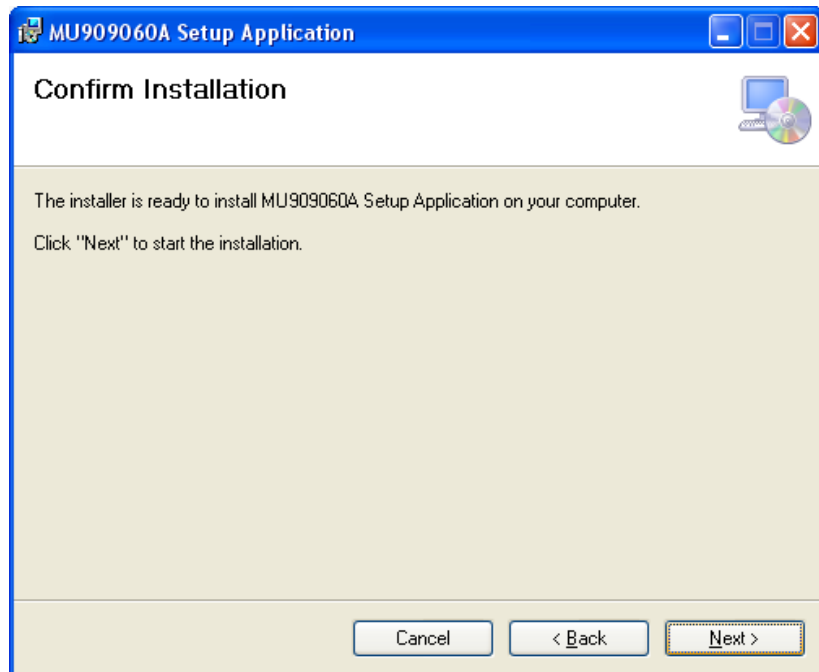 MU909060A Setup Application
Confirm Installation
The installer is ready to install MU909060A Setup Application on your computer.
Click "Next" to start the installation.
Cancel
< Back
Next >